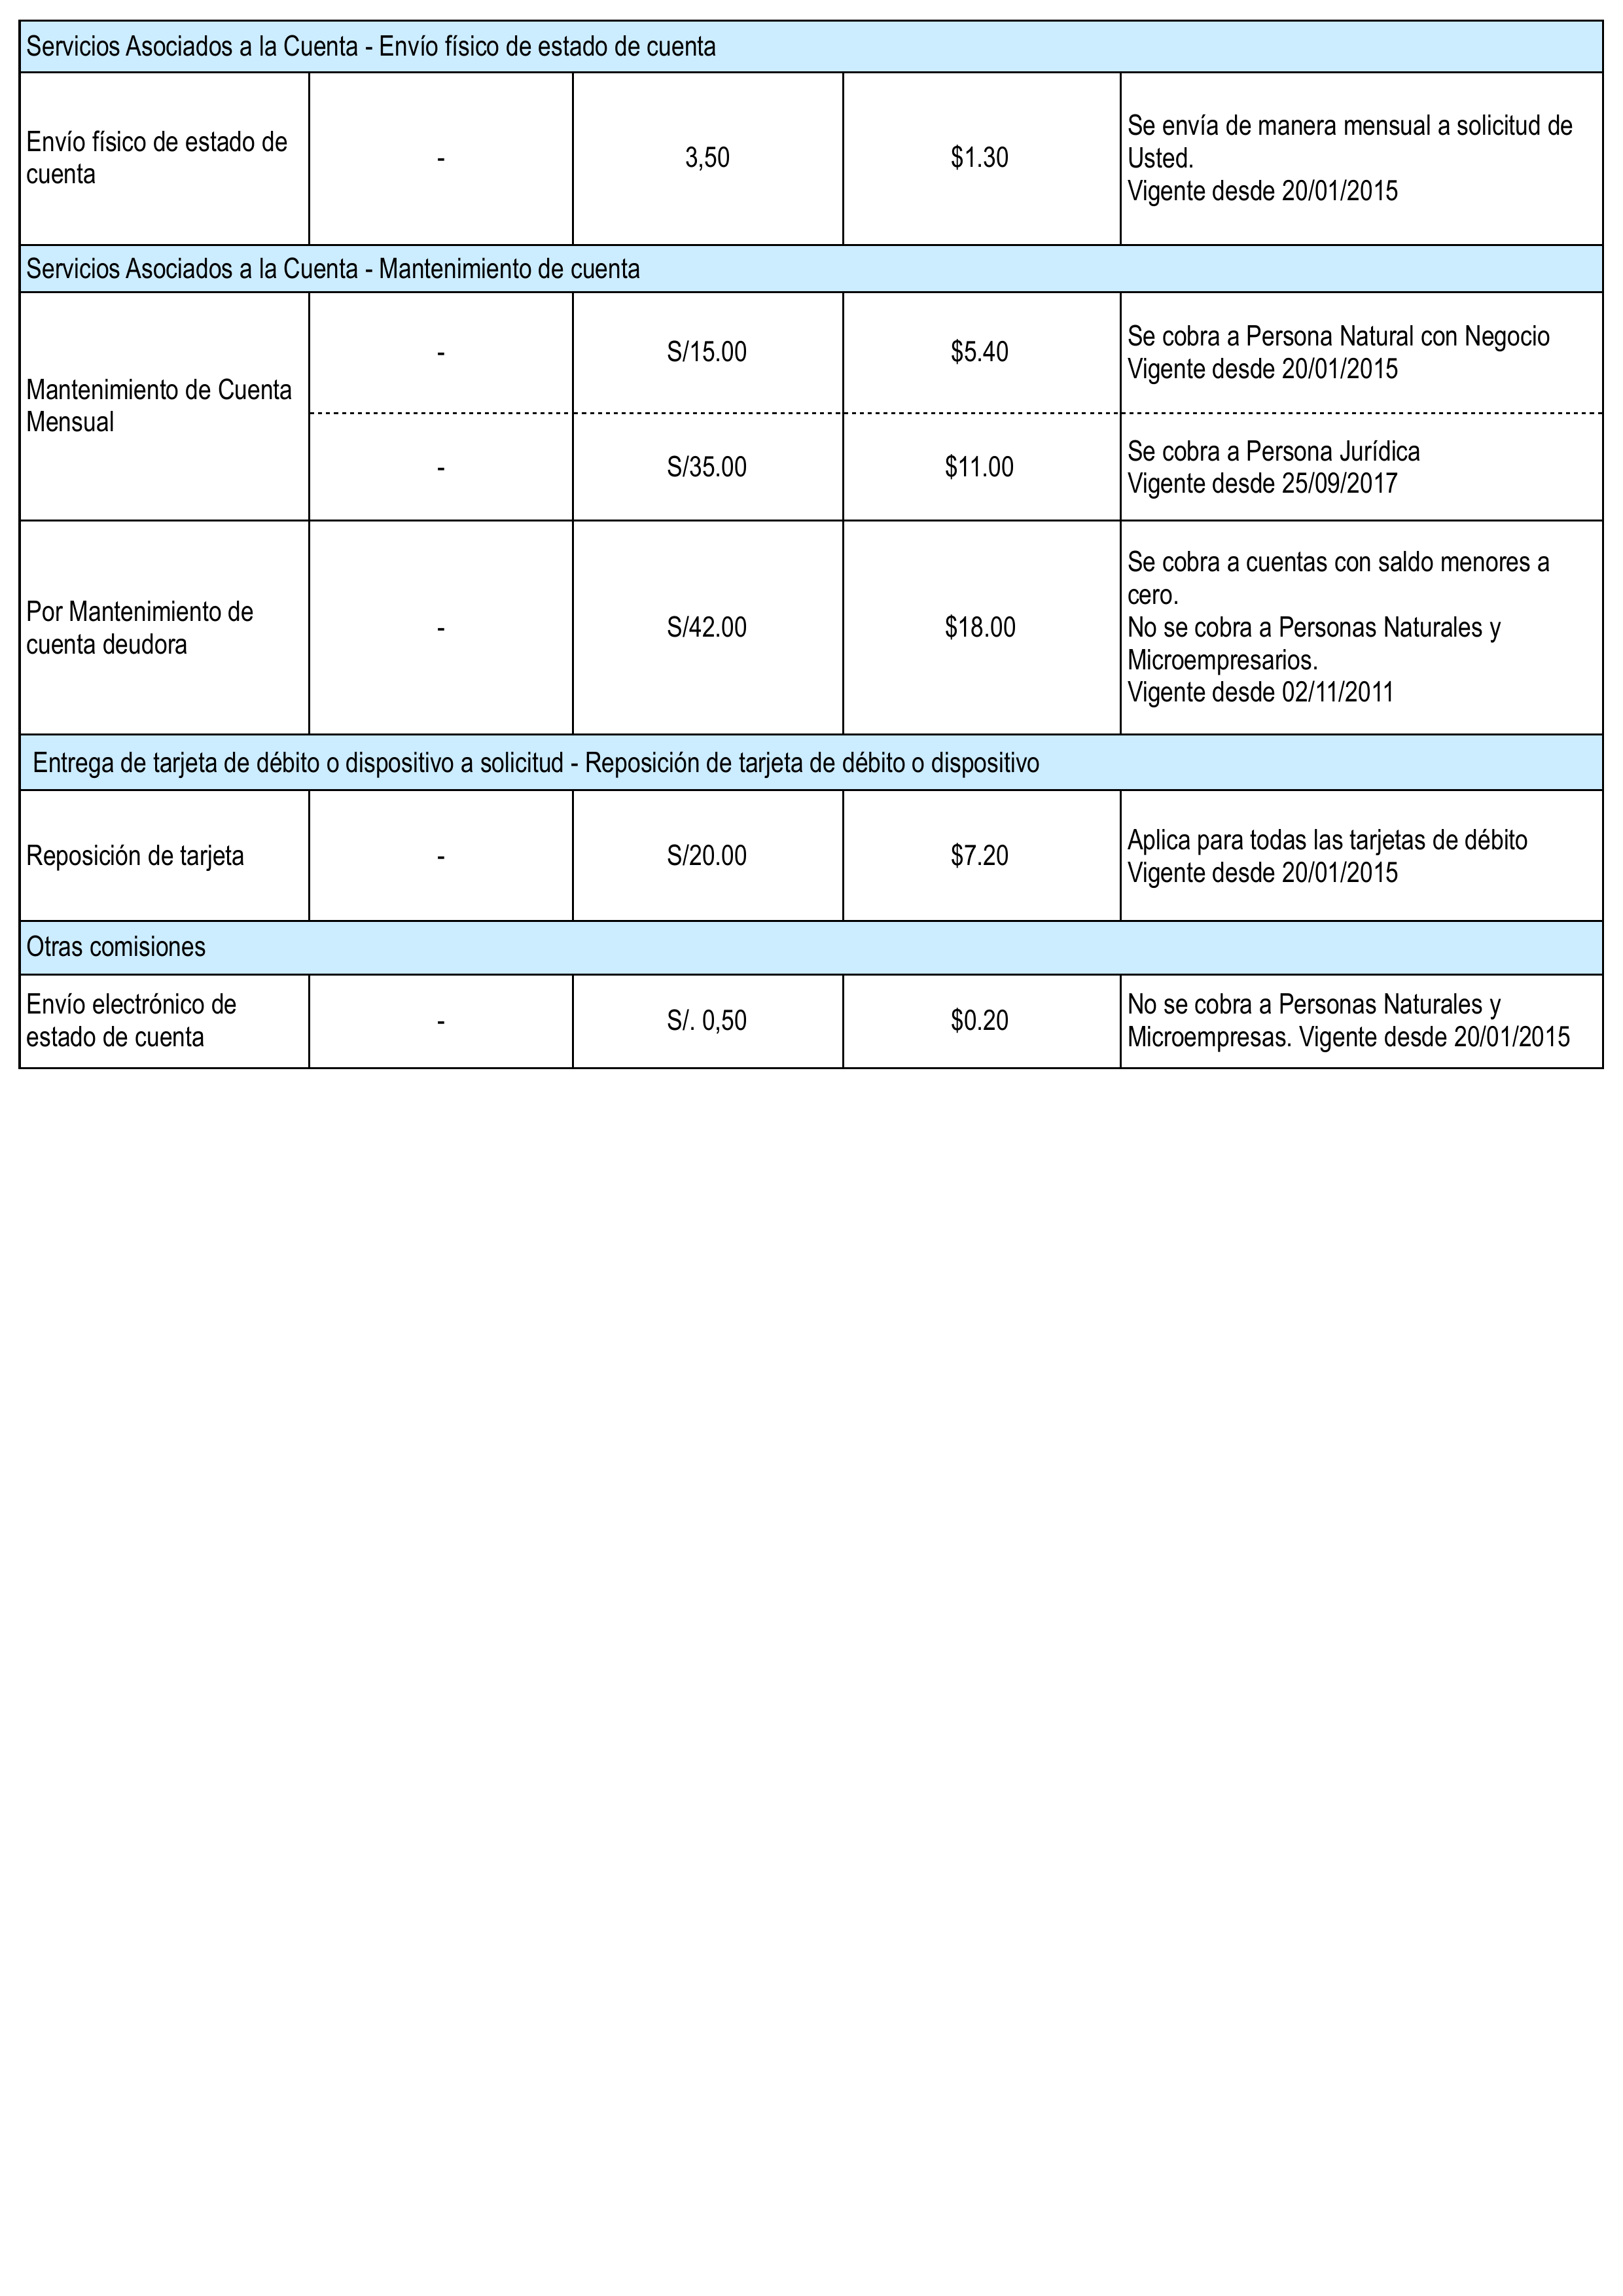 Servicios Asociados a la Cuenta - Envío físico de estado de cuenta
Envío físico de estado de
cuenta
-
3,50
$1.30
Se envía de manera mensual a solicitud de
Usted.
Vigente desde 20/01/2015
Servicios Asociados a la Cuenta - Mantenimiento de cuenta
Mantenimiento de Cuenta
Mensual
-
S/15.00
$5.40
Se cobra a Persona Natural con Negocio
Vigente desde 20/01/2015
-
S/35.00
$11.00
Se cobra a Persona Jurídica
Vigente desde 25/09/2017
Por Mantenimiento de
cuenta deudora
-
S/42.00
$18.00
Se cobra a cuentas con saldo menores a
cero.
No se cobra a Personas Naturales y
Microempresarios.
Vigente desde 02/11/2011
Entrega de tarjeta de débito o dispositivo a solicitud - Reposición de tarjeta de débito o dispositivo
Reposición de tarjeta
-
S/20.00
$7.20
Aplica para todas las tarjetas de débito
Vigente desde 20/01/2015
Otras comisiones
Envío electrónico de
estado de cuenta
-
S/. 0,50
$0.20
No se cobra a Personas Naturales y
Microempresas. Vigente desde 20/01/2015